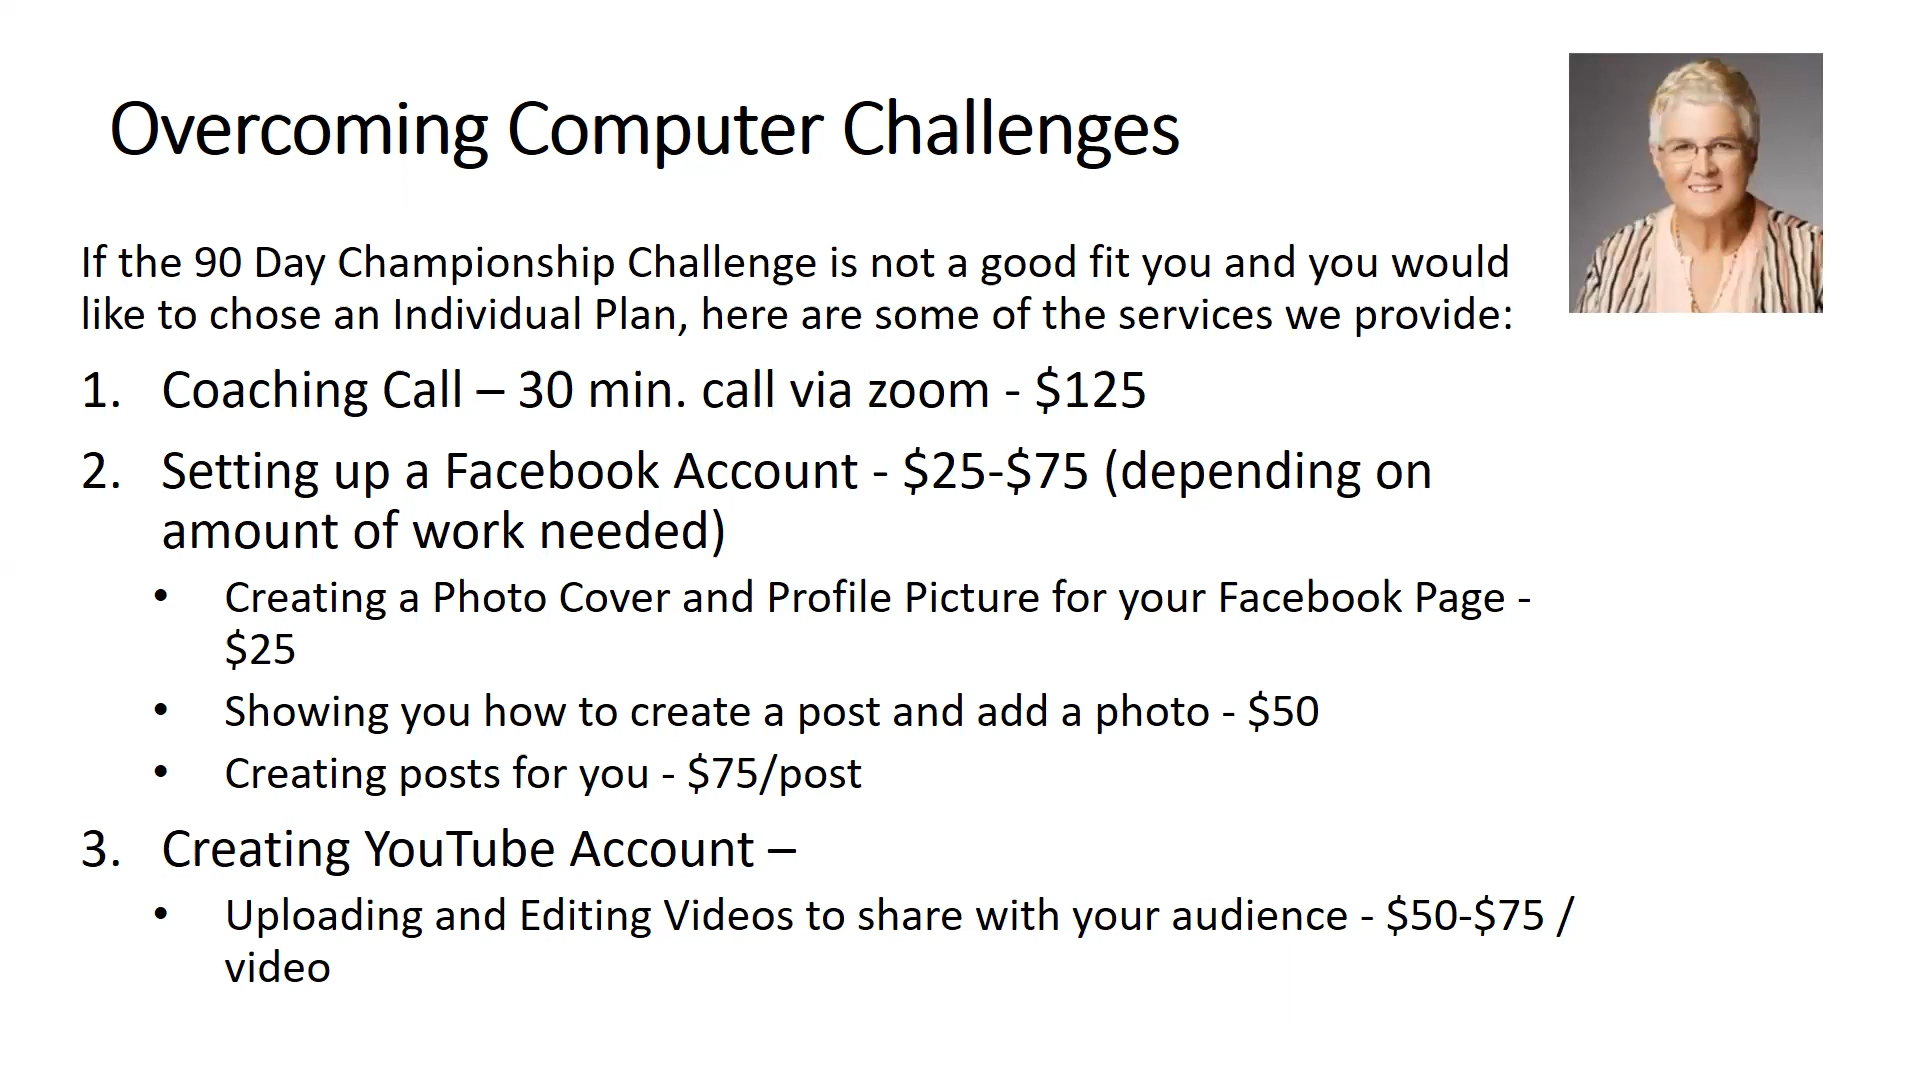 Overcoming Computer Challenges
If the 90 Day Championship Challenge is not a good fit you and you would
like to chose an Individual Plan, here are some of the services we provide:
1. Coaching Call – 30 min. call via zoom - $125
2. Setting up a Facebook Account - $25-$75 (depending on
amount of work needed)
• Creating a Photo Cover and Profile Picture for your Facebook Page -
$25
• Showing you how to create a post and add a photo - $50
• Creating posts for you - $75/post
3. Creating YouTube Account –
• Uploading and Editing Videos to share with your audience - $50-$75 /
video